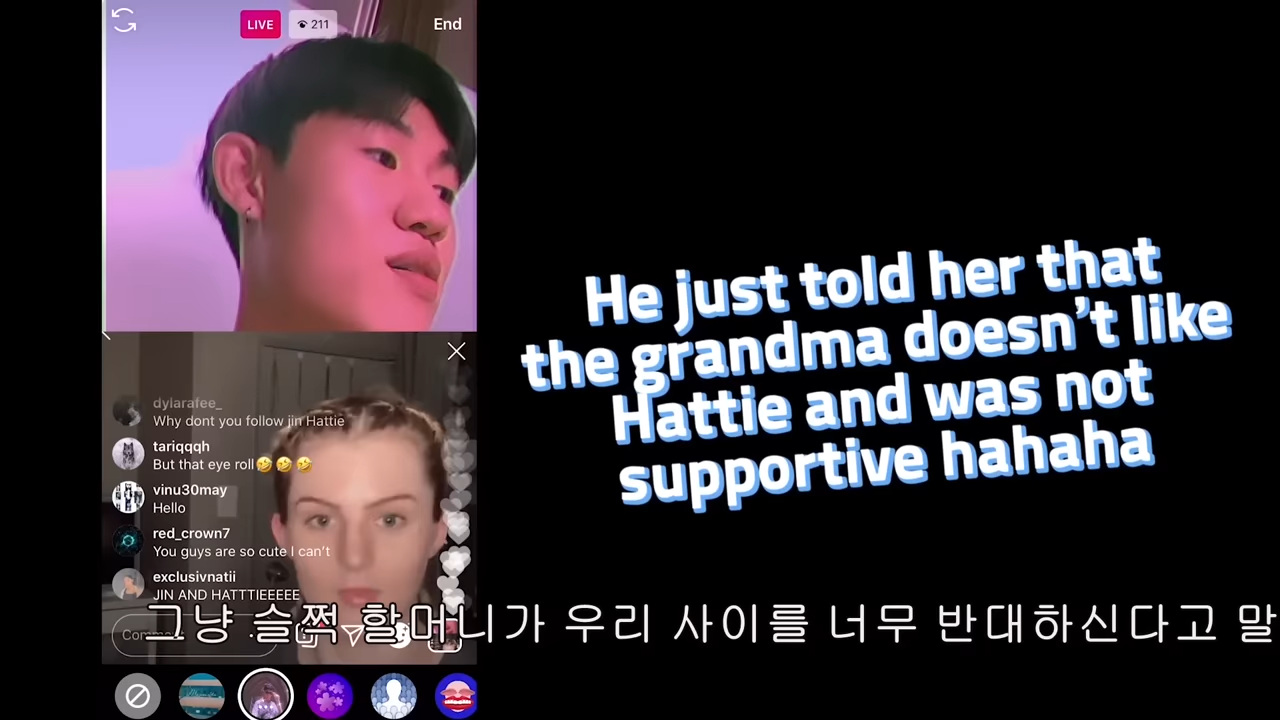 LIVE 211 End
He just told her that
the grandma doesn't like
Hattie and was not
supportive hahaha
dylarafee_
Why dont you follow jin Hattie
tariqqqh
But that eye roll🤣🤣🤣
vinu30may
Hello
red_crown7
You guys are so cute I can't
exclusivnatii
JIN AND HATTTIEEEEE
그냥 슬쩍 할머니가 우리 사이를 너무 반대하신다고 말